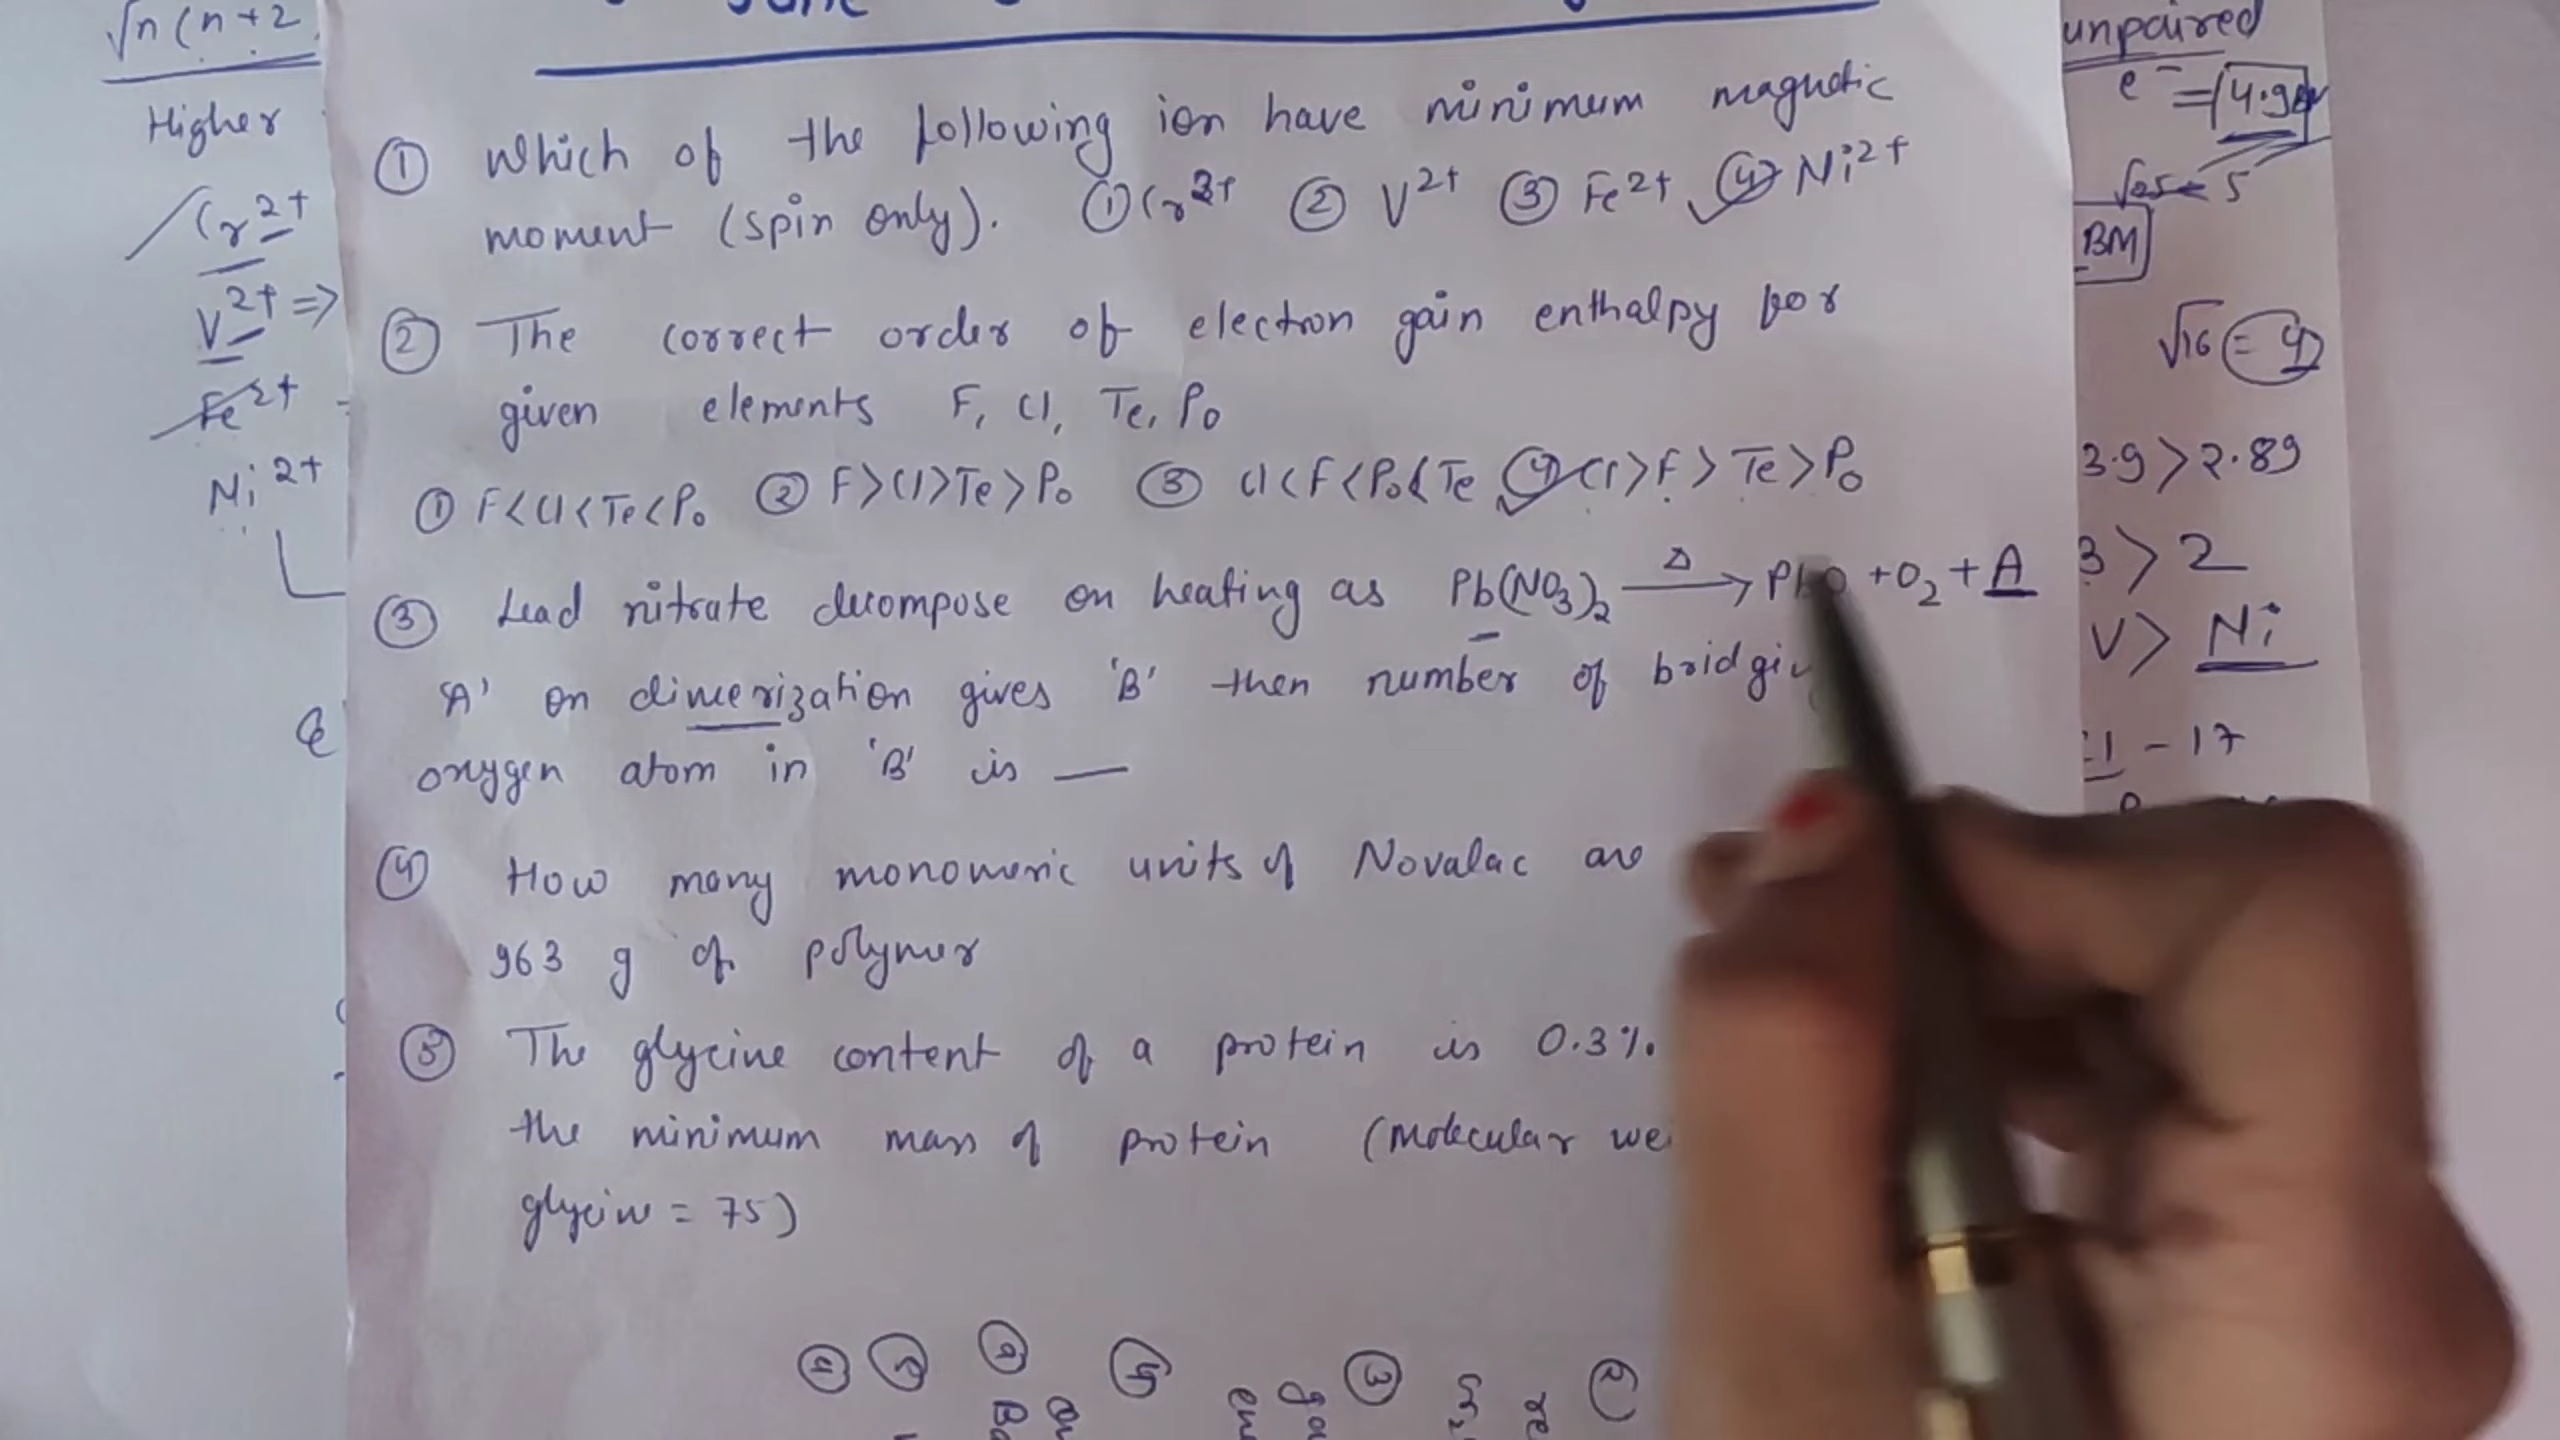 √n(n+2
Higher
Cr2+
V2+ =>
Fe2+
Ni2+
① Which of the following ion have minimum magnetic
moment (spin only). ① Cr2+ ② V2+ ③ Fe2+ ④ Ni2+
② The correct order of electron gain enthalpy for
given elements F, Cl, Te, Po
① F<Cl<Te<Po ② F>Cl>Te>Po ③ Cl<F<Po<Te ④ Cl>F>Te>Po
③ Lead nitrate decompose on heating as Pb(NO3)2 —Δ→ PbO +O2 + A
'A' on dimerization gives 'B' then number of
oxygen atom in 'B' is —
④ How many monomeric units of Novalac are
963 g of polymer
⑤ The glycine content of a protein is 0.3%.
the minimum mass of protein (Molecular
glycine = 75)
unpaired
e- = 4.9
√25 5
BM
√16 = 4
3.9>2.89
3>2
V> Ni
- 17